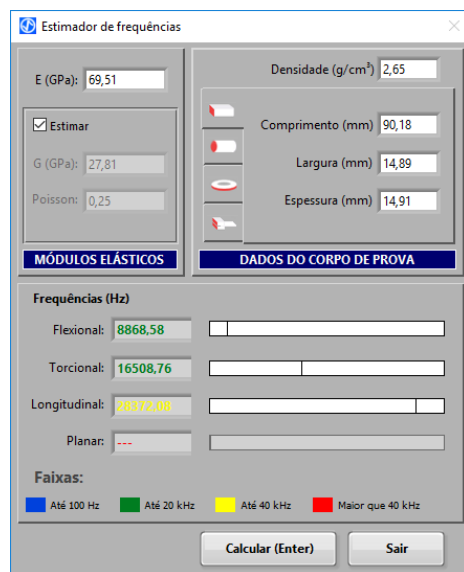 Estimador de frequências
E (GPa): 69,51
Estimar
G (GPa): 27,81
Poisson: 0,25
MÓDULOS ELÁSTICOS
Densidade (g/cm³) 2,65
Comprimento (mm) 90,18
Largura (mm) 14,89
Espessura (mm) 14,91
DADOS DO CORPO DE PROVA
Frequências (Hz)
Flexional: 8868,58
Torcional: 16508,76
Longitudinal: 28372,08
Planar: ---
Faixas:
Até 100 Hz Até 20 kHz Até 40 kHz Maior que 40 kHz
Calcular (Enter) Sair